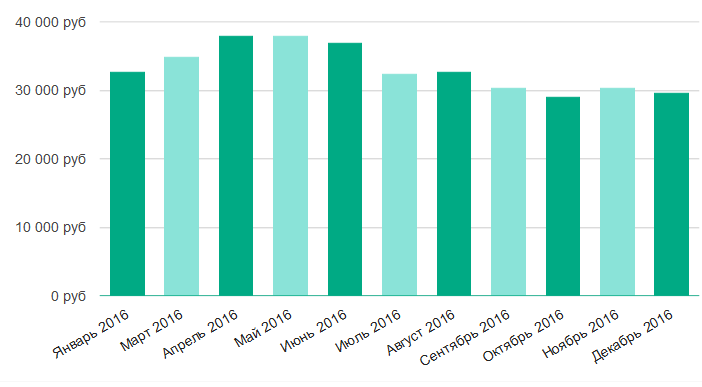 40 000 руб
30 000 руб
20 000 руб
10 000 руб
0 руб
Январь 2016
Март 2016
Апрель 2016
Май 2016
Июнь 2016
Июль 2016
Август 2016
Сентябрь 2016
Октябрь 2016
Ноябрь 2016
Декабрь 2016